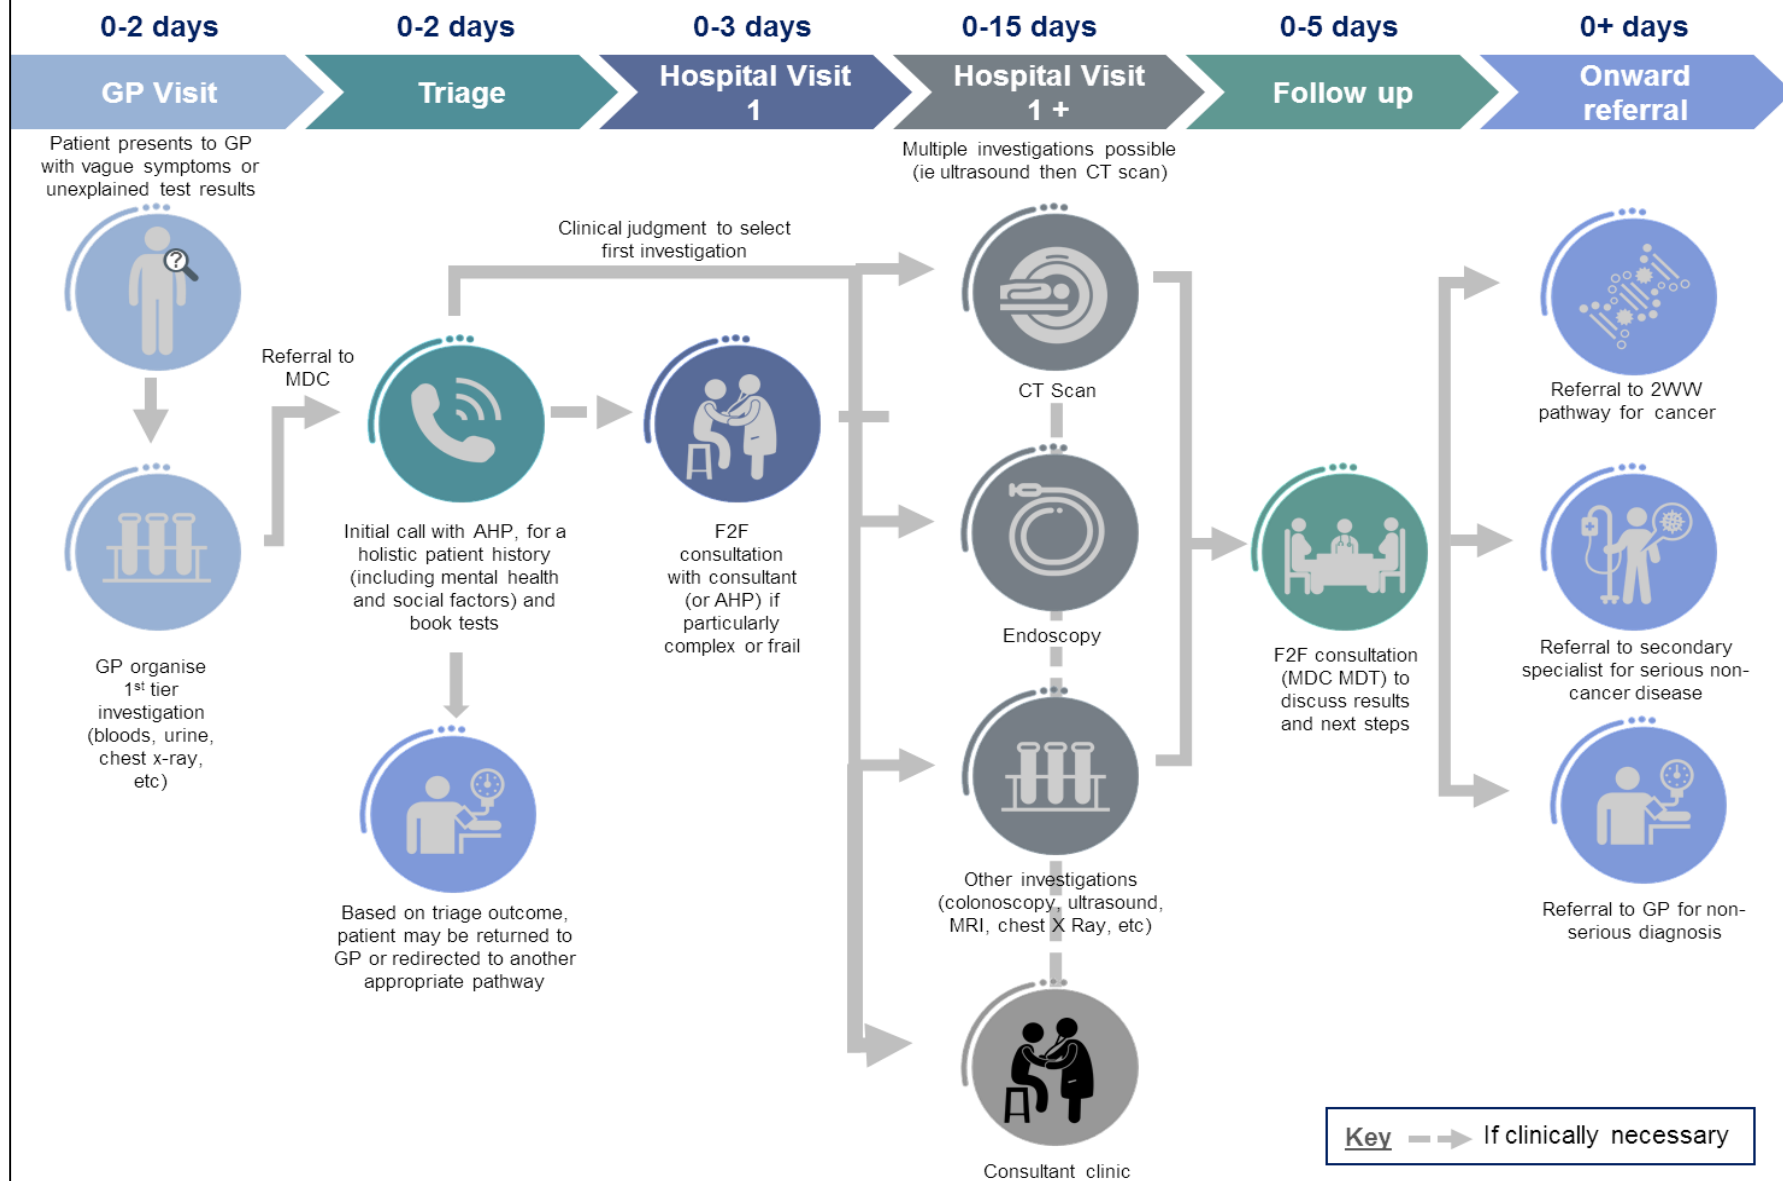 0-2 days
0-2 days
0-3 days
0-15 days
0-5 days
0+ days
GP Visit
Triage
Hospital Visit
1
Hospital Visit
1 +
Follow up
Onward
referral
Patient presents to GP
with vague symptoms or
unexplained test results
?
GP organise
1st tier
investigation
(bloods, urine,
chest x-ray,
etc)
Referral to
MDC
Initial call with AHP, for a
holistic patient history
(including mental health
and social factors) and
book tests
Based on triage outcome,
patient may be returned to
GP or redirected to another
appropriate pathway
Clinical judgment to select
first investigation
F2F
consultation
with consultant
(or AHP) if
particularly
complex or frail
Multiple investigations possible
(ie ultrasound then CT scan)
CT Scan
Endoscopy
Other investigations
(colonoscopy, ultrasound,
MRI, chest X Ray, etc)
Consultant clinic
F2F consultation
(MDC MDT) to
discuss results
and next steps
Referral to 2WW
pathway for cancer
Referral to secondary
specialist for serious non-
cancer disease
Referral to GP for non-
serious diagnosis
Key If clinically necessary